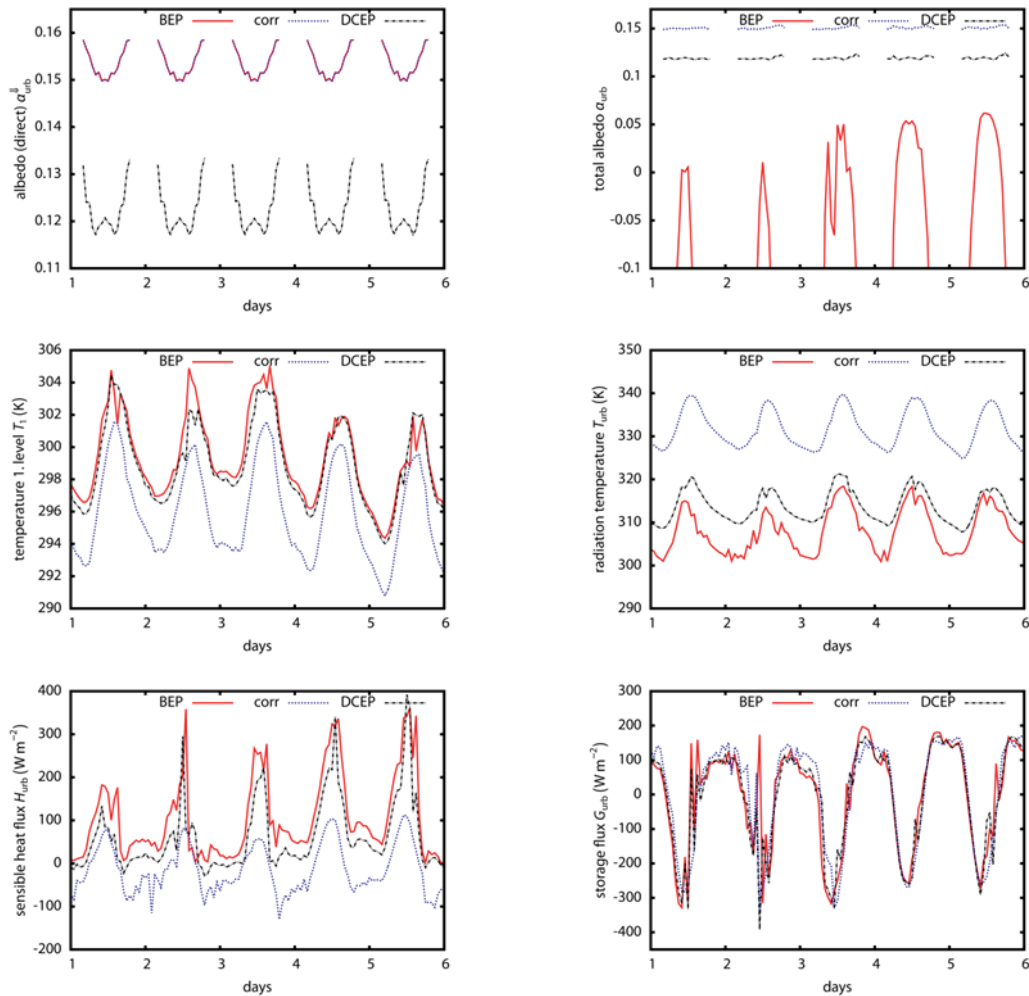 BEP corr DCEP
0.16
0.15
0.14
0.13
0.12
0.11
albedo (direct) α⇓urb
1 2 3 4 5 6
days
BEP corr DCEP
0.15
0.1
0.05
0
-0.05
-0.1
total albedo αurb
1 2 3 4 5 6
days
BEP corr DCEP
306
304
302
300
298
296
294
292
290
temperature 1. level T1 (K)
1 2 3 4 5 6
days
BEP corr DCEP
350
340
330
320
310
300
290
radiation temperature Turb (K)
1 2 3 4 5 6
days
BEP corr DCEP
400
300
200
100
0
-100
-200
sensible heat flux Hurb (W m−2)
1 2 3 4 5 6
days
BEP corr DCEP
300
200
100
0
-100
-200
-300
-400
storage flux Gurb (W m−2)
1 2 3 4 5 6
days